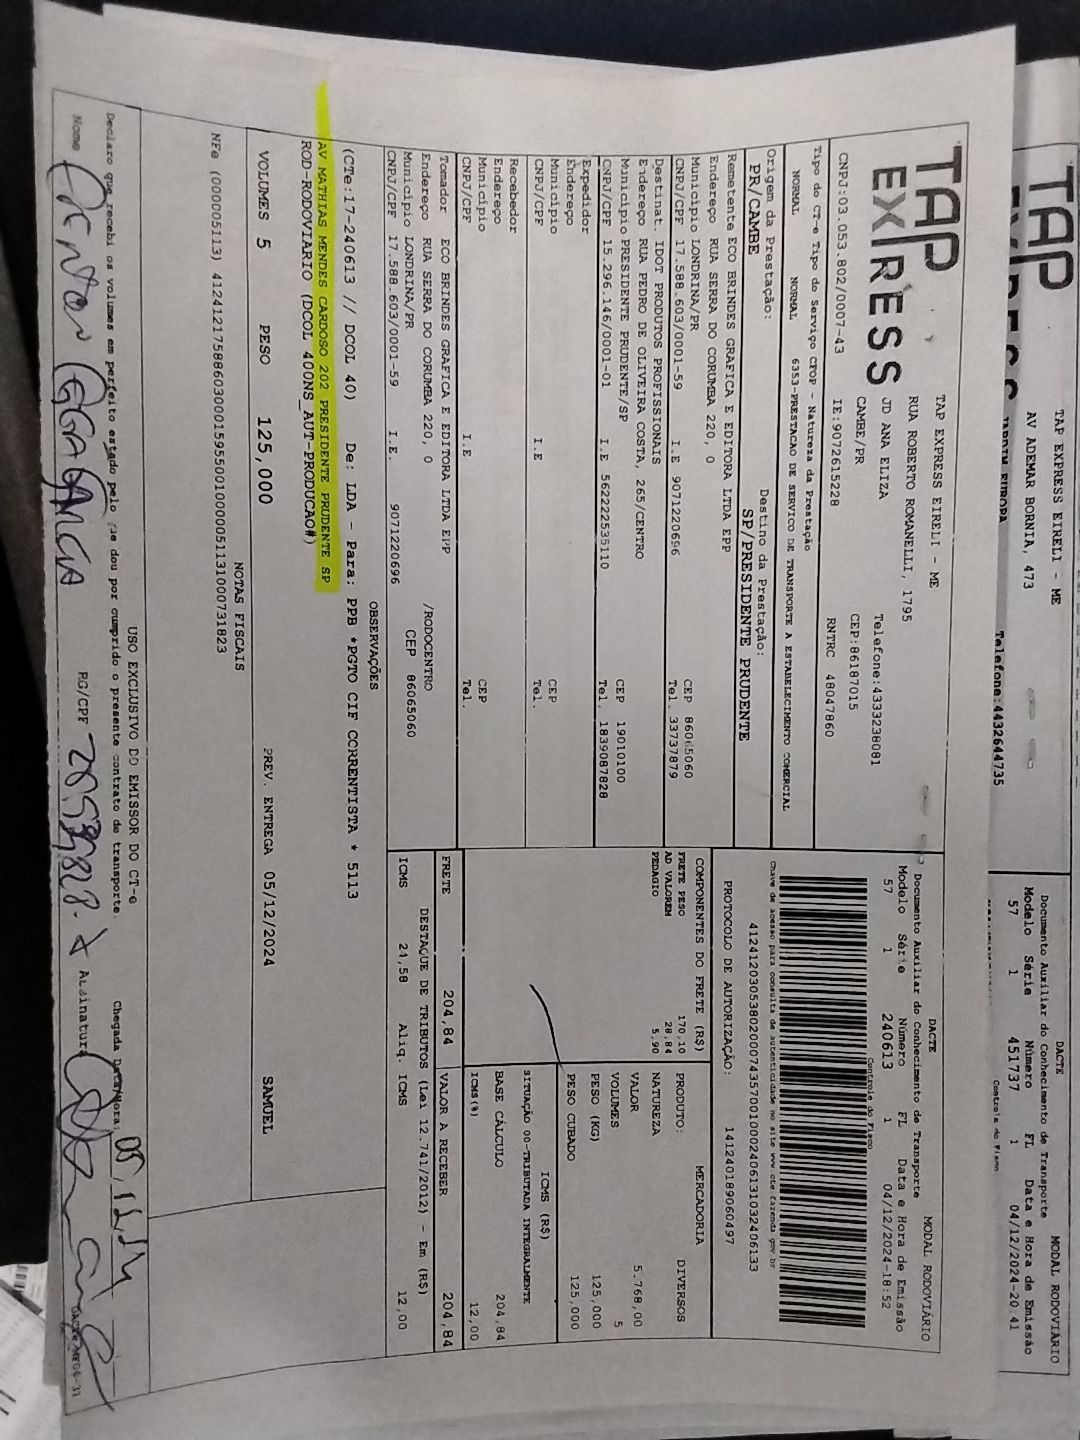 TAP EXPRESS
TAP EXPRESS EIRELI - ME
RUA ROBERTO ROMANELLI, 1795
JD ANA ELIZA
CAMBE/PR
Telefone:4333238081
CEP:86187015
CNPJ:03.053.802/0007-43 IE:9072615228 RNTRC 48047860
Tipo do CT-e Tipo do Serviço CFOP - Natureza da Prestação
NORMAL NORMAL 6353-PRESTACAO DE SERVICO DE TRANSPORTE A ESTABELECIMENTO COMERCIAL
Origem da Prestação: Destino da Prestação:
PR/CAMBE SP/PRESIDENTE PRUDENTE
Remetente ECO BRINDES GRAFICA E EDITORA LTDA EPP
Endereço RUA SERRA DO CORUMBA 220, 0
Município LONDRINA/PR CEP 86065060
CNPJ/CPF 17.588.603/0001-59 I.E 9071220696 Tel. 33737879
Destinat. IDOT PRODUTOS PROFISSIONAIS
Endereço RUA PEDRO DE OLIVEIRA COSTA, 265/CENTRO
Município PRESIDENTE PRUDENTE/SP CEP 19010100
CNPJ/CPF 15.296.146/0001-01 I.E 562222535110 Tel. 1839087828
Expedidor
Endereço
Município CEP
CNPJ/CPF I.E Tel.
Recebedor
Endereço
Município CEP
CNPJ/CPF I.E Tel.
Tomador ECO BRINDES GRAFICA E EDITORA LTDA EPP
Endereço RUA SERRA DO CORUMBA 220, 0 /RODOCENTRO
Município LONDRINA/PR CEP 86065060
CNPJ/CPF 17.588.603/0001-59 I.E. 9071220696
DACTE MODAL RODOVIÁRIO
Documento Auxiliar do Conhecimento de Transporte
Modelo Série Número FL Data e Hora de Emissão
57 1 240613 1 04/12/2024-18:52
Controle do Fisco
Chave de acesso para consulta de autenticidade no site www.cte.fazenda.gov.br
41241203053802000743570010002406131032406133
PROTOCOLO DE AUTORIZAÇÃO: 141240189060497
COMPONENTES DO FRETE (R$)
FRETE PESO 170,10
AD VALOREM 28,84
PEDAGIO 5,90
MERCADORIA
PRODUTO: DIVERSOS
NATUREZA
VALOR 5.768,00
VOLUMES 5
PESO (KG) 125,000
PESO CUBADO 125,000
ICMS (R$)
SITUAÇÃO 00-TRIBUTADA INTEGRALMENTE
BASE CÁLCULO 204,84
ICMS(%) 12,00
FRETE 204,84 VALOR A RECEBER 204,84
DESTAQUE DE TRIBUTOS (Lei 12.741/2012) - Em (R$)
ICMS 24,58 Aliq. ICMS 12,00
OBSERVAÇÕES
(CTe:17-240613 // DCOL 40) De: LDA - Para: PPB *PGTO CIF CORRENTISTA * 5113
AV MATHIAS MENDES CARDOSO 202 PRESIDENTE PRUDENTE SP
ROD-RODOVIARIO (DCOL 400NS_AUT-PRODUCAO#)
VOLUMES 5 PESO 125,000 PREV. ENTREGA 05/12/2024 SAMUEL
NOTAS FISCAIS
NFe (000005113) 41241217588603000159550010000051131000731823
USO EXCLUSIVO DO EMISSOR DO CT-e
Declaro que recebi os volumes em perfeito estado pelo que dou por cumprido o presente contrato de transporte. Chegada Data/Hora:
Nome RG/CPF Assinatura
TAP
TAP EXPRESS EIRELI - ME
AV ADEMAR BORNIA, 473
JARDIM EUROPA
Telefone:4432644735
DACTE MODAL RODOVIÁRIO
Documento Auxiliar do Conhecimento de Transporte
Modelo Série Número FL Data e Hora de Emissão
57 1 451737 1 04/12/2024-20:41
Controle do Fisco